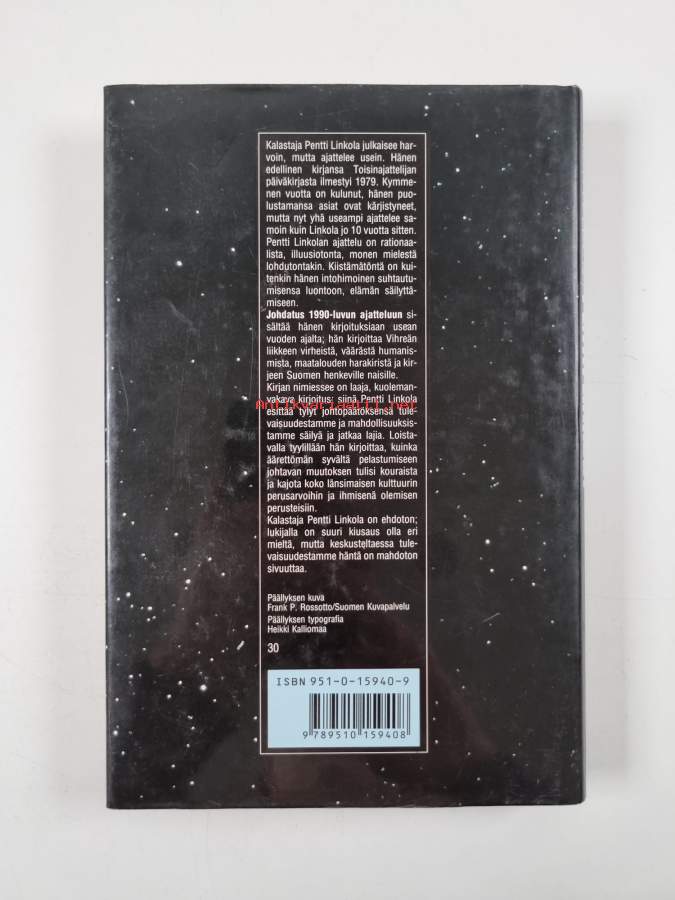 Kalastaja Pentti Linkola julkaisee har-
voin, mutta ajattelee usein. Hänen
edellinen kirjansa Toisinajattelijan
päiväkirjasta ilmestyi 1979. Kymme-
nen vuotta on kulunut, hänen puo-
lustamansa asiat ovat kärjistyneet,
mutta nyt yhä useampi ajattelee sa-
moin kuin Linkola jo 10 vuotta sitten.
Pentti Linkolan ajattelu on rationaa-
lista, illuusiotonta, monen mielestä
lohdutontakin. Kiistämätöntä on kui-
tenkin hänen intohimoinen suhtautu-
misensa luontoon, elämän säilyttä-
miseen.
Johdatus 1990-luvun ajatteluun si-
sältää hänen kirjoituksiaan usean
vuoden ajalta; hän kirjoittaa Vihreän
liikkeen virheistä, väärästä humanis-
mista, maatalouden harakiristä ja kir-
jeen Suomen henkeville naisille.
Kirjan nimiessee on laaja, kuoleman-
vakava kirjoitus: siinä Pentti Linkola
antikvariaatti.net
esittää tylyt johtopäätöksensä tule-
vaisuudestamme ja mahdollisuuksis-
tamme säilyä ja jatkaa lajia. Loista-
valla tyylillään hän kirjoittaa, kuinka
äärettömän syvältä pelastumiseen
johtavan muutoksen tulisi kouraista
ja kajota koko länsimaisen kulttuurin
perusarvoihin ja ihmisenä olemisen
perusteisiin.
Kalastaja Pentti Linkola on ehdoton;
lukijalla on suuri kiusaus olla eri
mieltä, mutta keskusteltaessa tule-
vaisuudestamme häntä on mahdoton
sivuuttaa.
Päällyksen kuva
Frank P. Rossotto/Suomen Kuvapalvelu
Päällyksen typografia
Heikki Kalliomaa
30
ISBN 951-0-15940-9
9 789510 159408